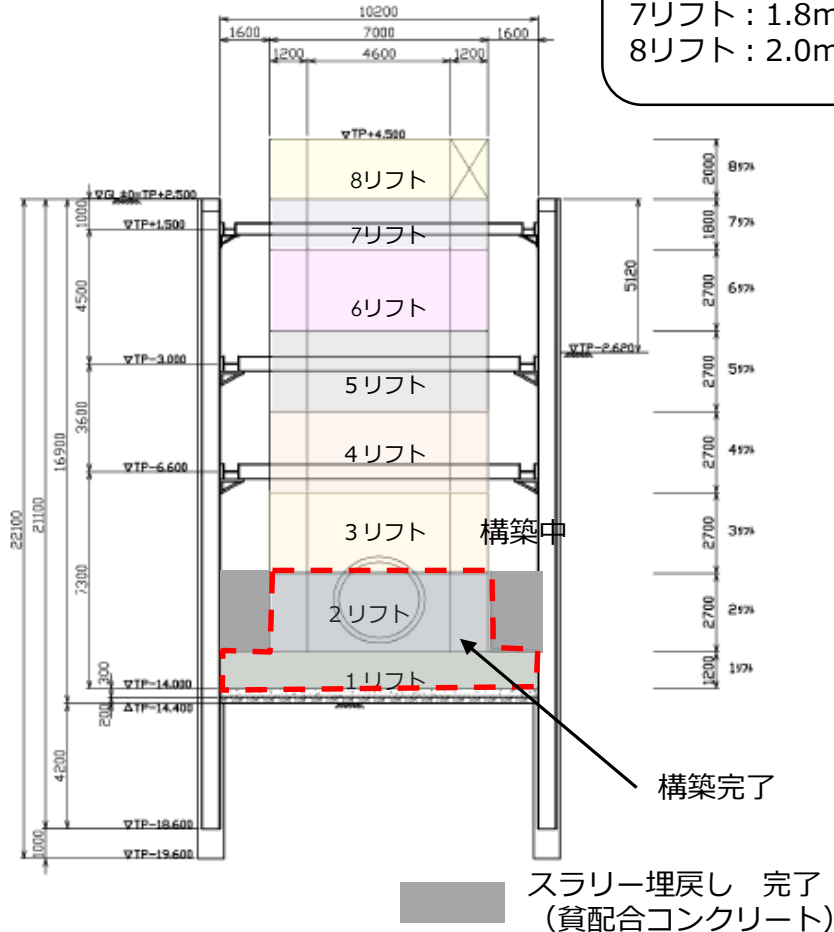 10200
7リフト：1.8m
1600 7000 1600
8リフト：2.0m
1200 4600 1200
▽TP+4.500
8リフト
2000 8リフト
▽GL±0=TP+2.500
1000
▽TP+1.500
7リフト
1800 7リフト
4500
6リフト
5120
2700 6リフト
▽TP-2.620
▽TP-3.000
5リフト
2700 5リフト
3600
16900
4リフト
2700 4リフト
▽TP-6.600
22100
21100
3リフト
構築中
2700 3リフト
7300
2リフト
2700 2リフト
1リフト
1200 1リフト
300
▽TP-14.000
200
△TP-14.400
4200
構築完了
▽TP-18.600
1000
▽TP-19.600
スラリー埋戻し 完了
（貧配合コンクリート）